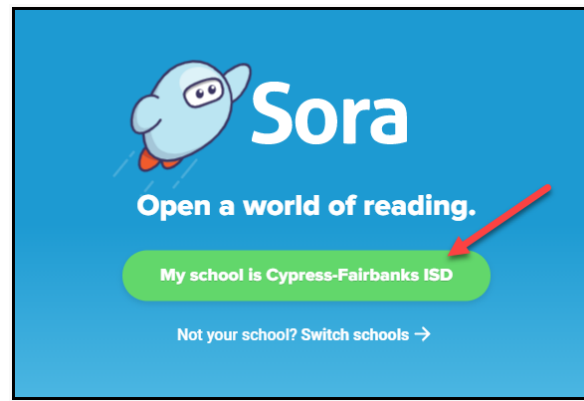 Sora
Open a world of reading.
My school is Cypress-Fairbanks ISD
Not your school? Switch schools →